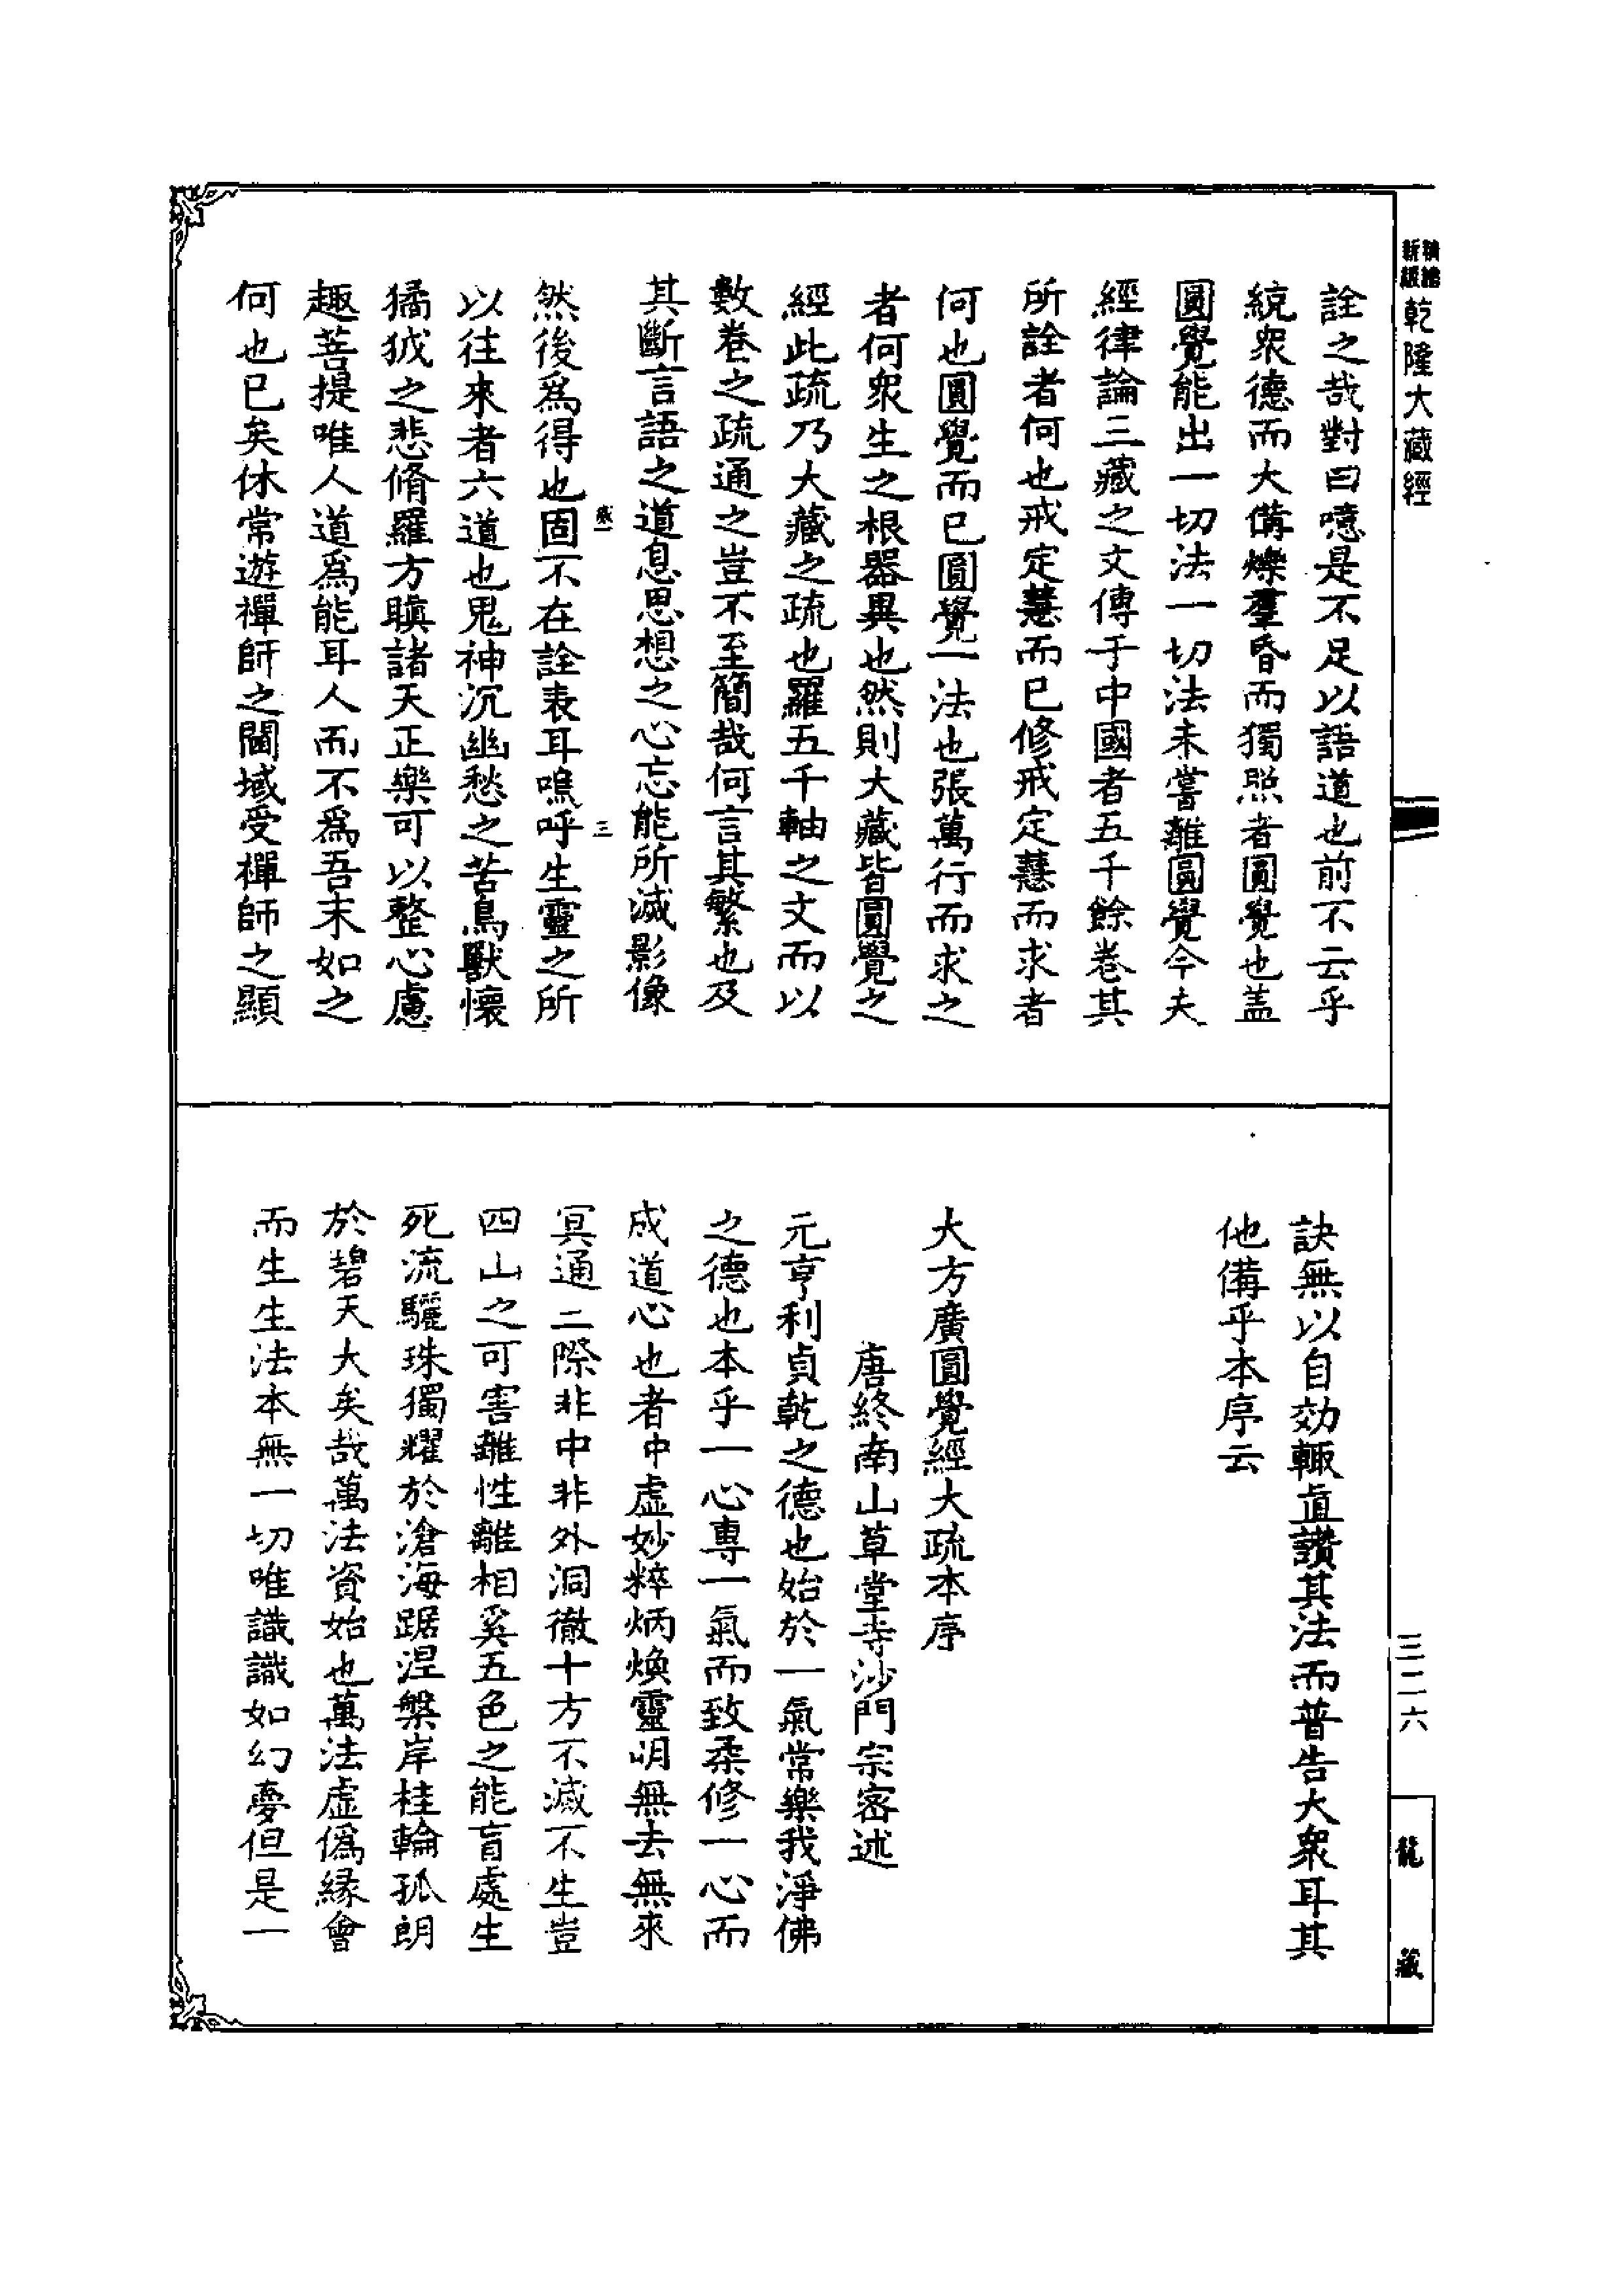 乾隆大藏經
詮之哉對曰噫是不足以語道也前不云乎
統衆德而大備爍羣昏而獨照者圓覺也盖
圓覺能出一切法一切法未嘗離圓覺今夫
經律論三藏之文傳于中國者五千餘卷其
所詮者何也戒定慧而已修戒定慧而求者
何也圓覺而已圓覺一法也張萬行而求之
者何衆生之根器異也然則大藏皆圓覺之
經此疏乃大藏之疏也羅五千軸之文而以
數卷之疏通之豈不至簡哉何言其繁也及
其斷言語之道息思想之心忘能所滅影像
然後爲得也固不在詮表耳嗚呼生靈之所
三
以往來者六道也鬼神沉幽愁之苦鳥獸懷
獝狘之悲脩羅方瞋諸天正樂可以整心慮
趣菩提唯人道爲能耳人而不爲吾末如之
何也已矣休常遊禪師之閫域受禪師之顯
訣無以自効輙直讚其法而普告大衆耳其
他備乎本序云
大方廣圓覺經大疏本序
唐終南山草堂寺沙門宗密述
元亨利貞乾之德也始於一氣常樂我淨佛
之德也本乎一心專一氣而致柔修一心而
成道心也者中虛妙粹炳煥靈明無去無來
冥通三際非中非外洞徹十方不滅不生豈
四山之可害離性離相奚五色之能盲處生
死流驪珠獨耀於滄海踞涅槃岸桂輪孤朗
於碧天大矣哉萬法資始也萬法虛僞緣會
而生生法本無一切唯識識如幻夢但是一
三二六
龍藏